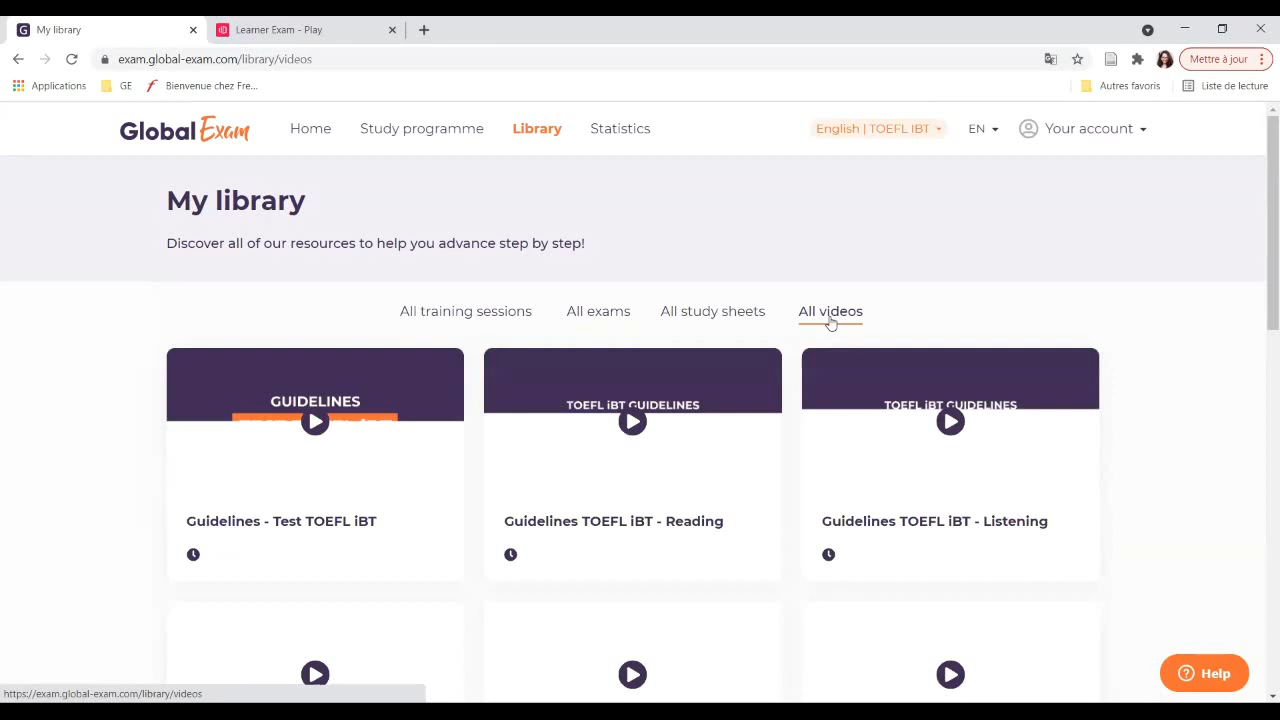 My library
Learner Exam - Play
exam.global-exam.com/library/videos
Mettre à jour
Applications
GE
Bienvenue chez Fre...
Autres favoris
Liste de lecture
Global Exam
Home
Study programme
Library
Statistics
English | TOEFL IBT
EN
Your account
My library
Discover all of our resources to help you advance step by step!
All training sessions
All exams
All study sheets
All videos
GUIDELINES
TOEFL iBT GUIDELINES
TOEFL iBT GUIDELINES
Guidelines - Test TOEFL iBT
Guidelines TOEFL iBT - Reading
Guidelines TOEFL iBT - Listening
Help
https://exam.global-exam.com/library/videos